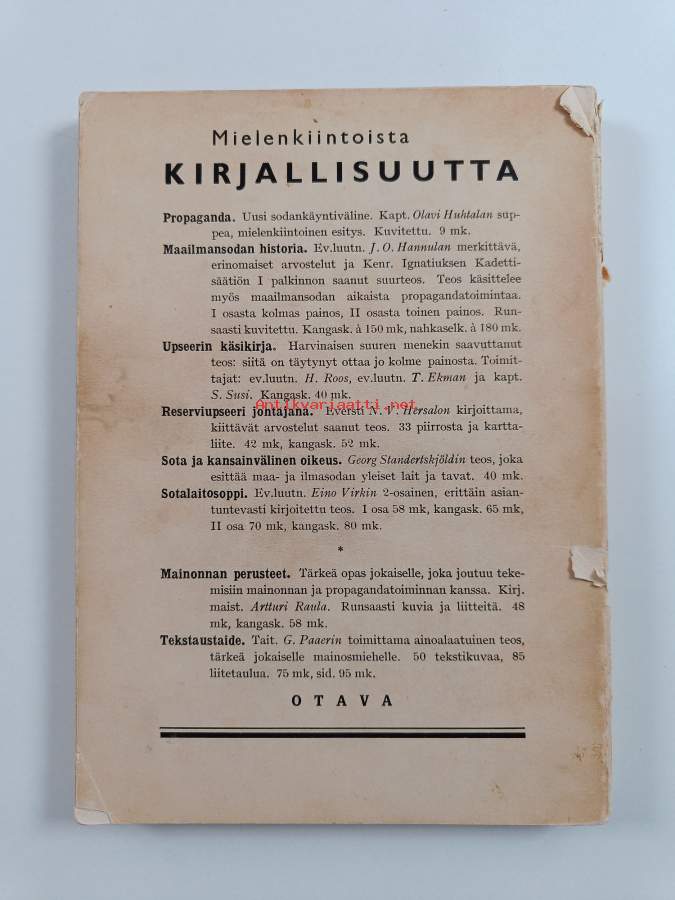 Mielenkiintoista
KIRJALLISUUTTA
Propaganda. Uusi sodankäyntiväline. Kapt. Olavi Huhtalan sup-
pea, mielenkiintoinen esitys. Kuvitettu. 9 mk.
Maailmansodan historia. Ev.luutn. J. O. Hannulan merkittävä,
erinomaiset arvostelut ja Kenr. Ignatiuksen Kadetti-
säätiön I palkinnon saanut suurteos. Teos käsittelee
myös maailmansodan aikaista propagandatoimintaa.
I osasta kolmas painos, II osasta toinen painos. Run-
saasti kuvitettu. Kangask. à 150 mk, nahkaselk. à 180 mk.
Upseerin käsikirja. Harvinaisen suuren menekin saavuttanut
teos: siitä on täytynyt ottaa jo kolme painosta. Toimit-
tajat: ev.luutn. H. Roos, ev.luutn. T. Ekman ja kapt.
S. Susi. Kangask. 40 mk.
Antikvariaatti.net
Reserviupseeri johtajana. Eversti N. V. Hersalon kirjoittama,
kiittävät arvostelut saanut teos. 33 piirrosta ja kartta-
liite. 42 mk, kangask. 52 mk.
Sota ja kansainvälinen oikeus. Georg Standertskjöldin teos, joka
esittää maa- ja ilmasodan yleiset lait ja tavat. 40 mk.
Sotalaitosoppi. Ev.luutn. Eino Virkin 2-osainen, erittäin asian-
tuntevasti kirjoitettu teos. I osa 58 mk, kangask. 65 mk,
II osa 70 mk, kangask. 80 mk.
*
Mainonnan perusteet. Tärkeä opas jokaiselle, joka joutuu teke-
misiin mainonnan ja propagandatoiminnan kanssa. Kirj.
maist. Artturi Raula. Runsaasti kuvia ja liitteitä. 48
mk, kangask. 58 mk.
Tekstaustaide. Tait. G. Paaerin toimittama ainoalaatuinen teos,
tärkeä jokaiselle mainosmiehelle. 50 tekstikuvaa, 85
liitetaulua. 75 mk, sid. 95 mk.
OTAVA